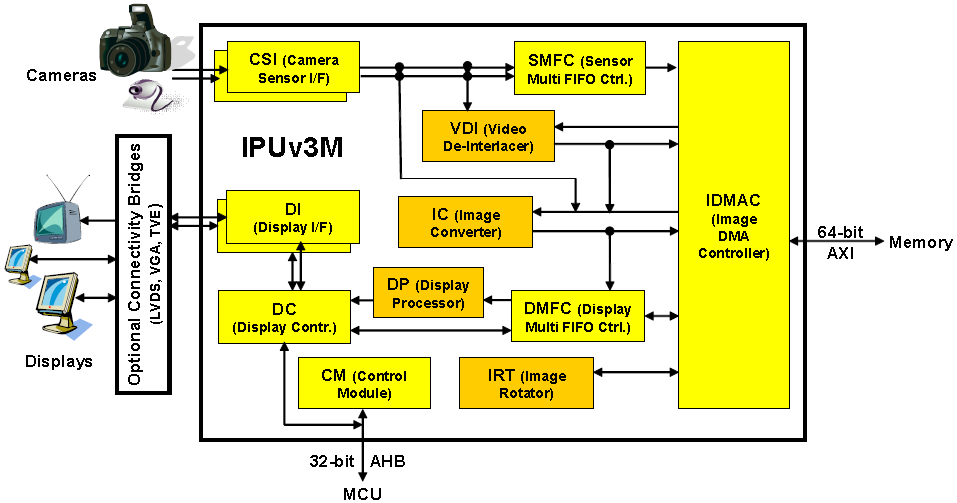 Cameras
CSI (Camera
Sensor I/F)
SMFC (Sensor
Multi FIFO Ctrl.)
IPUv3M
VDI (Video
De-Interlacer)
Optional Connectivity Bridges
(LVDS, VGA, TVE)
DI
(Display I/F)
IC (Image
Converter)
IDMAC
(Image
DMA
Controller)
64-bit
AXI
Memory
DP (Display
Processor)
DC
(Display Contr.)
DMFC (Display
Multi FIFO Ctrl.)
Displays
CM (Control
Module)
IRT (Image
Rotator)
32-bit AHB
MCU